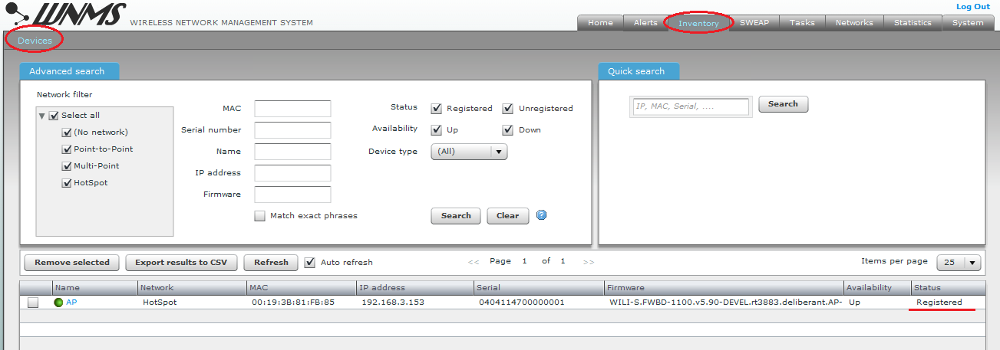 Log Out
WNMS WIRELESS NETWORK MANAGEMENT SYSTEM
Home Alerts Inventory SWEAP Tasks Networks Statistics System
Devices
Advanced search
Quick search
Network filter
Select all
(No network)
Point-to-Point
Multi-Point
HotSpot
MAC
Serial number
Name
IP address
Firmware
Match exact phrases
Status Registered Unregistered
Availability Up Down
Device type (All)
Search Clear ?
IP, MAC, Serial, .... Search
Remove selected Export results to CSV Refresh Auto refresh << Page 1 of 1 >> Items per page 25
Name Network MAC IP address Serial Firmware Availability Status
AP HotSpot 00:19:3B:81:FB:85 192.168.3.153 0404114700000001 WILI-S.FWBD-1100.v5.90-DEVEL.rt3883.deliberant.AP- Up Registered